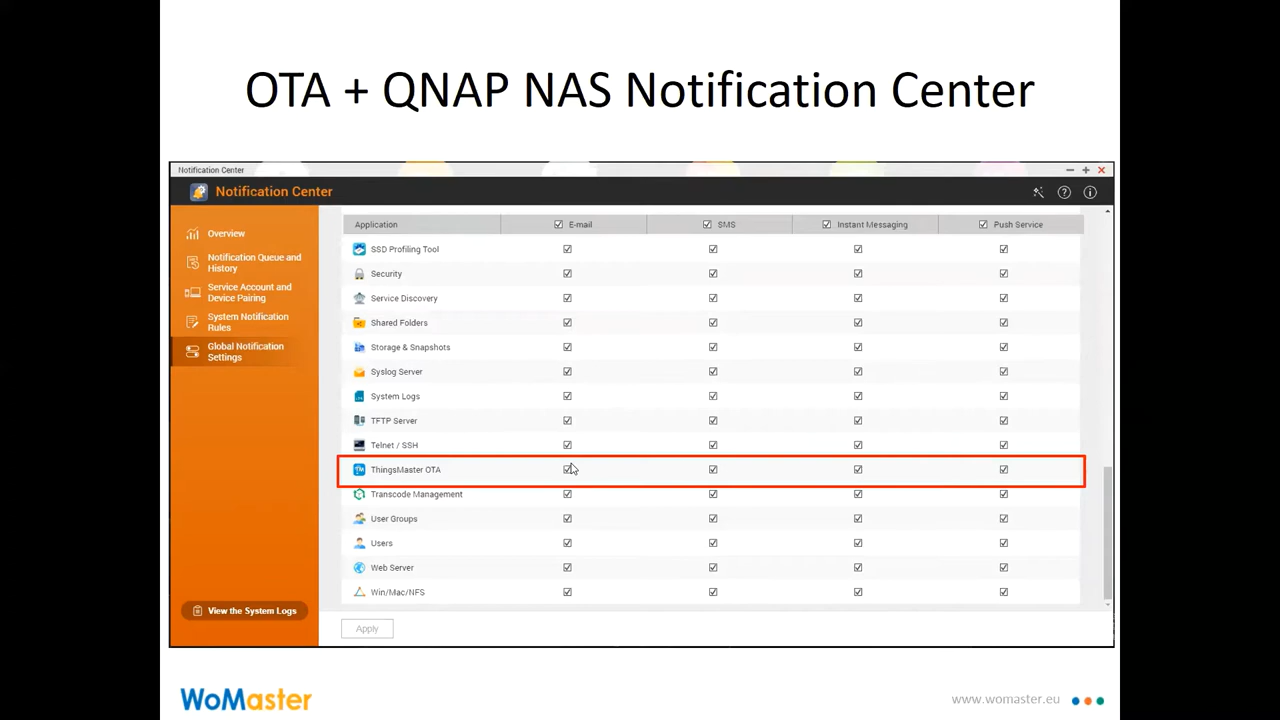 OTA + QNAP NAS Notification Center
Notification Center
Notification Center
Overview
Notification Queue and
History
Service Account and
Device Pairing
System Notification
Rules
Global Notification
Settings
View the System Logs
Application E-mail SMS Instant Messaging Push Service
SSD Profiling Tool
Security
Service Discovery
Shared Folders
Storage & Snapshots
Syslog Server
System Logs
TFTP Server
Telnet / SSH
TM ThingsMaster OTA
Transcode Management
User Groups
Users
Web Server
Win/Mac/NFS
Apply
WoMaster
www.womaster.eu